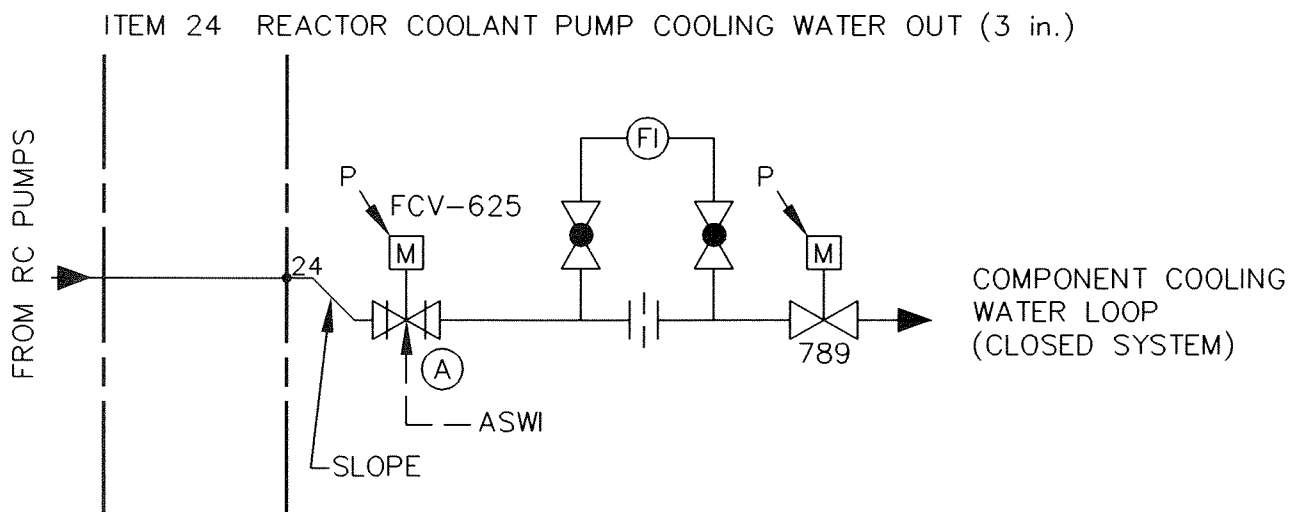 ITEM 24 REACTOR COOLANT PUMP COOLING WATER OUT (3 in.)
FROM RC PUMPS
24
P
FCV-625
M
A
ASWI
SLOPE
FI
P
M
789
COMPONENT COOLING
WATER LOOP
(CLOSED SYSTEM)